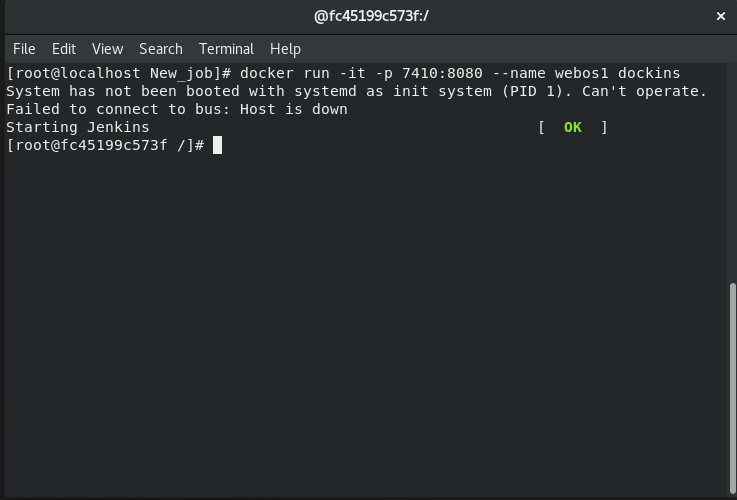 @fc45199c573f:/ ×
File Edit View Search Terminal Help
[root@localhost New_job]# docker run -it -p 7410:8080 --name webos1 dockins
System has not been booted with systemd as init system (PID 1). Can't operate.
Failed to connect to bus: Host is down
Starting Jenkins [ OK ]
[root@fc45199c573f /]#